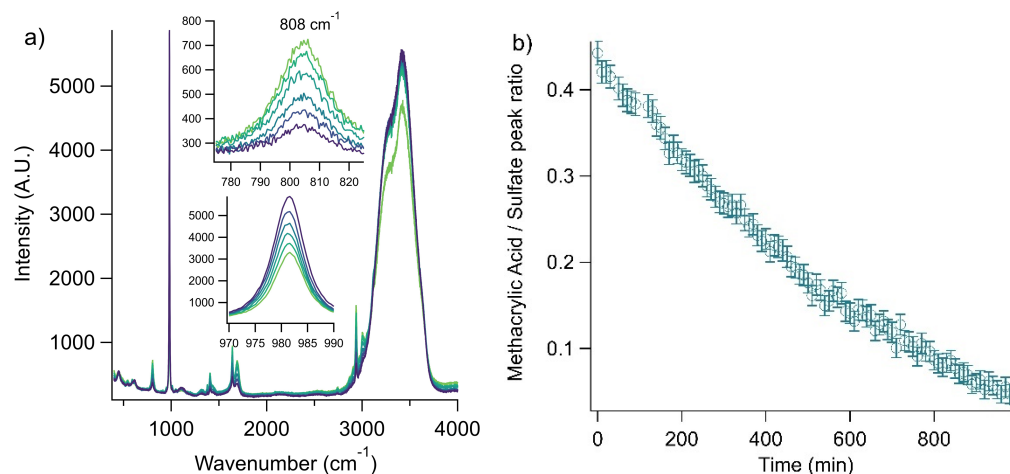 a)
808 cm-1
800
700
600
500
400
300
780 790 800 810 820
5000
4000
3000
2000
1000
970 975 980 985 990
Intensity (A.U.)
5000
4000
3000
2000
1000
1000 2000 3000 4000
Wavenumber (cm-1)
b)
Methacrylic Acid / Sulfate peak ratio
0.4
0.3
0.2
0.1
0 200 400 600 800
Time (min)